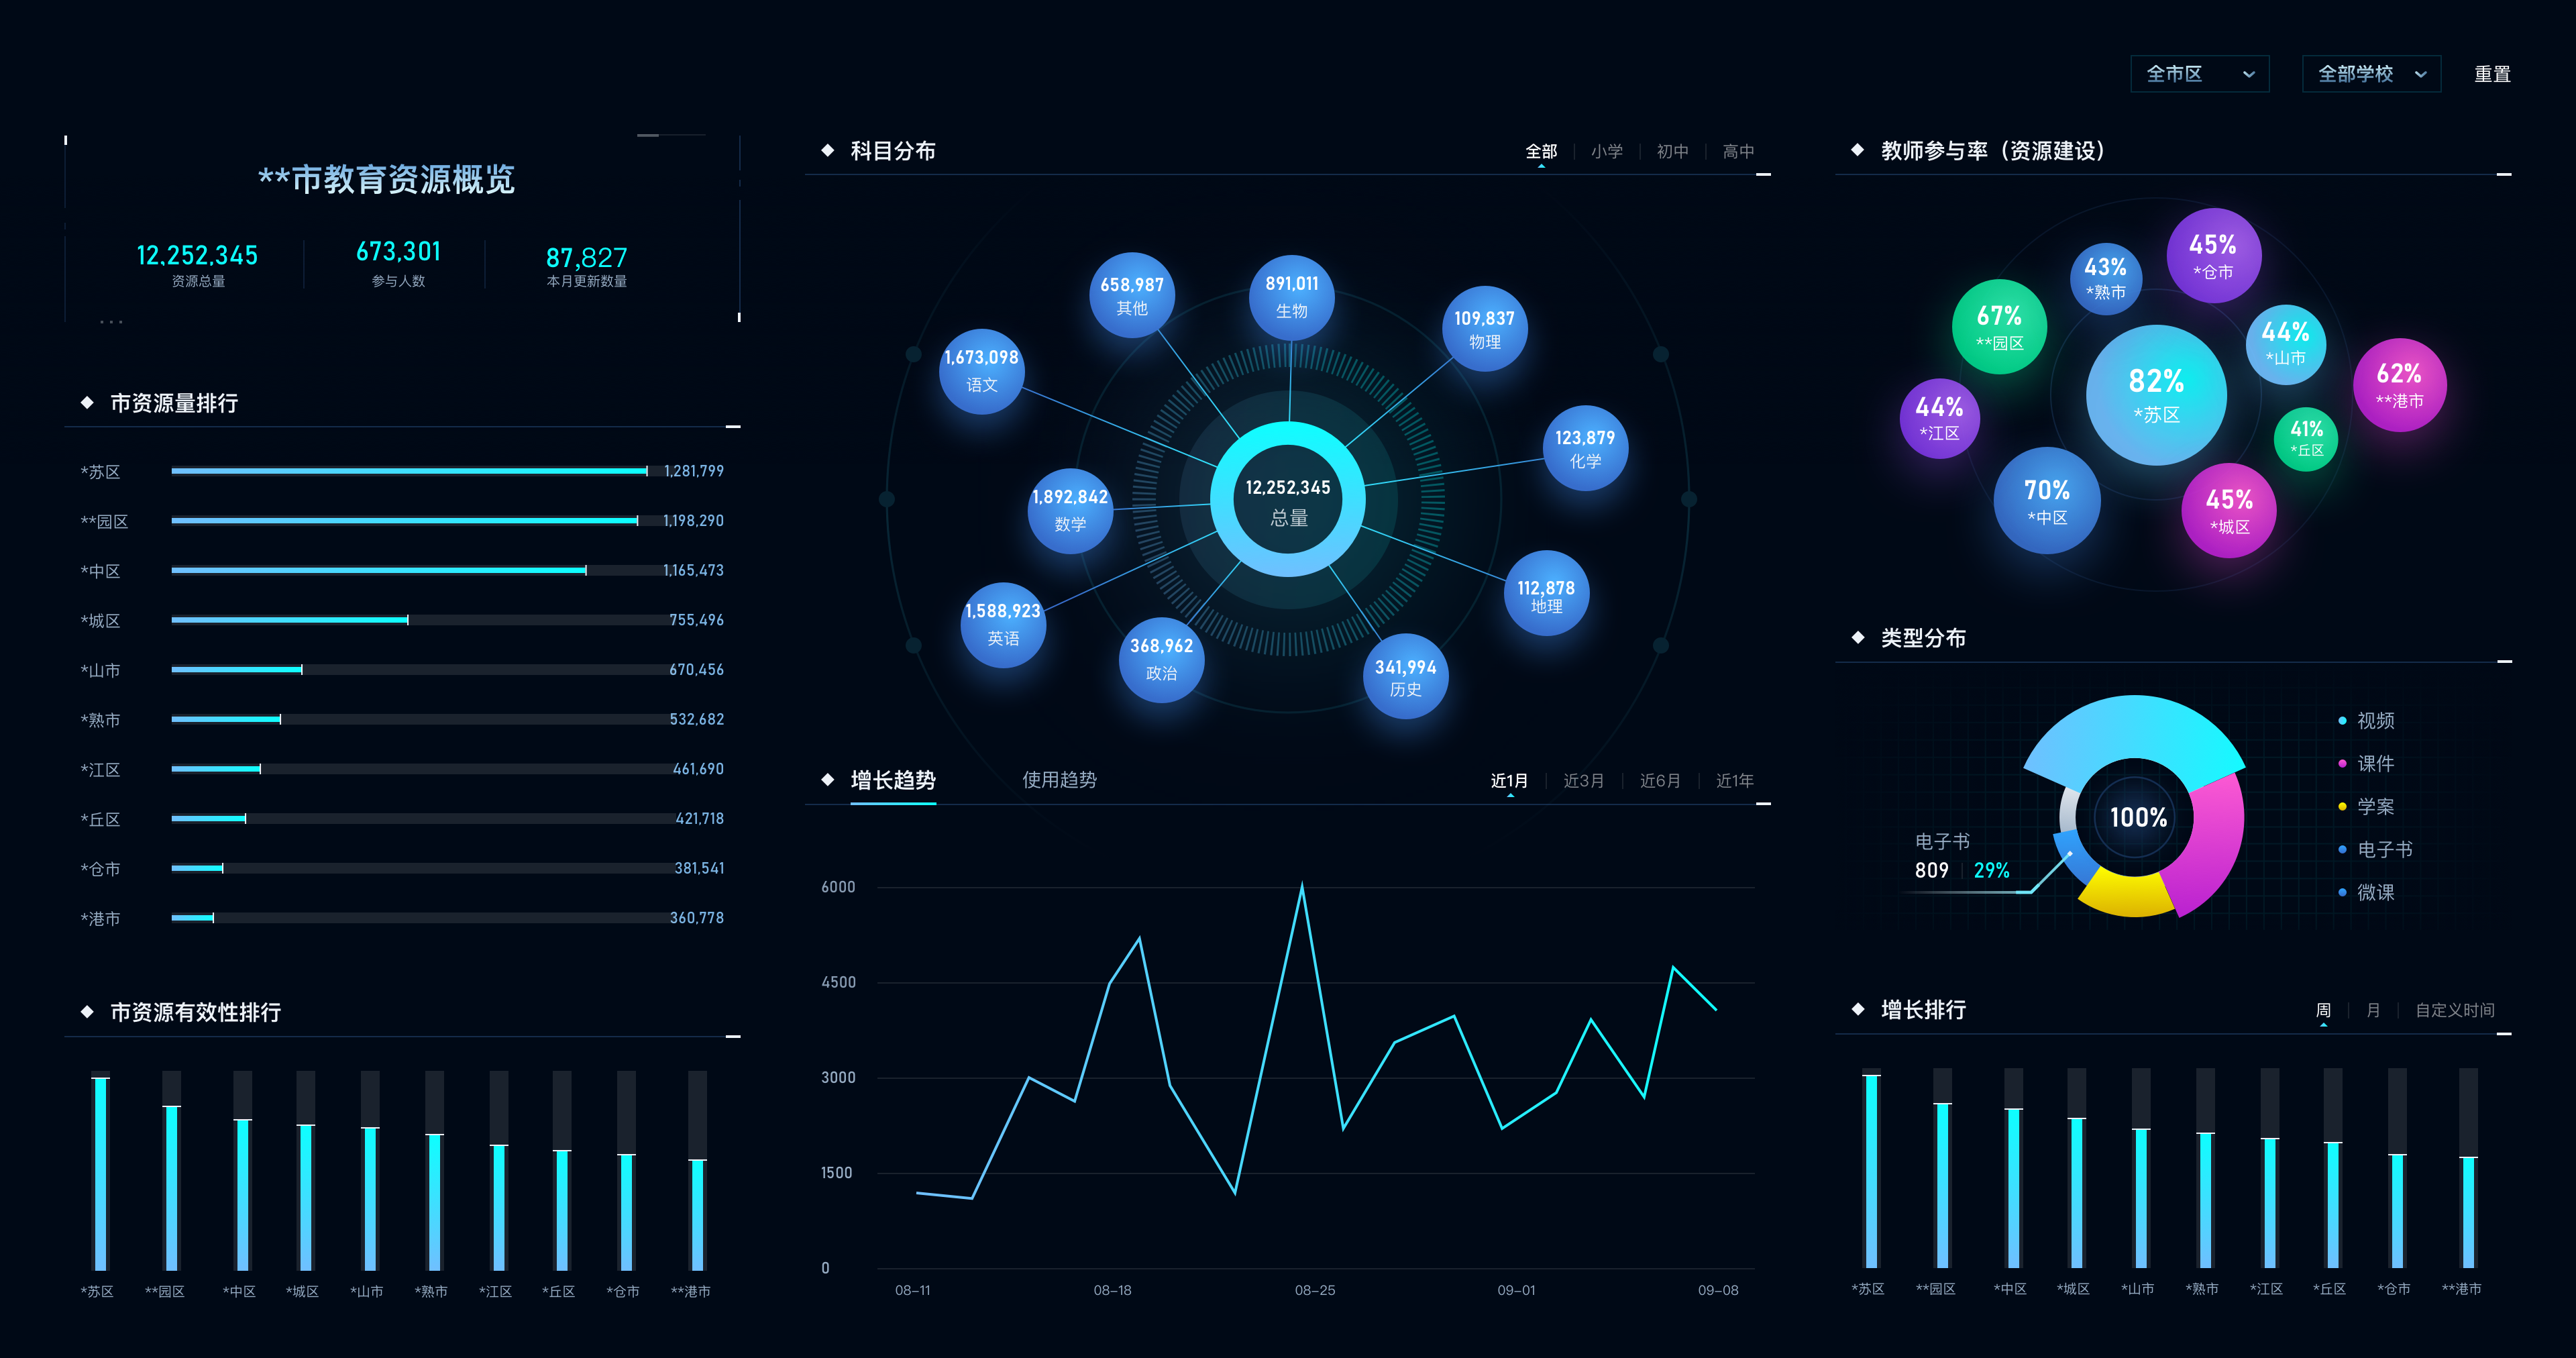 全市区
全部学校
重置
**市教育资源概览
12,252,345
资源总量
673,301
参与人数
87,827
本月更新数量
市资源量排行
*苏区 1,281,799
**园区 1,198,290
*中区 1,165,473
*城区 755,496
*山市 670,456
*熟市 532,682
*江区 461,690
*丘区 421,718
*仓市 381,541
*港市 360,778
市资源有效性排行
*苏区 **园区 *中区 *城区 *山市 *熟市 *江区 *丘区 *仓市 **港市
科目分布
全部 小学 初中 高中
658,987
其他
891,011
生物
109,837
物理
1,673,098
语文
123,879
化学
1,892,842
数学
12,252,345
总量
112,878
地理
1,588,923
英语
368,962
政治
341,994
历史
增长趋势
使用趋势
近1月 近3月 近6月 近1年
6000
4500
3000
1500
0
08-11 08-18 08-25 09-01 09-08
教师参与率（资源建设）
45%
*仓市
43%
*熟市
67%
**园区
44%
*山市
82%
*苏区
62%
**港市
44%
*江区
41%
*丘区
70%
*中区
45%
*城区
类型分布
100%
电子书
809 29%
视频
课件
学案
电子书
微课
增长排行
周 月 自定义时间
*苏区 **园区 *中区 *城区 *山市 *熟市 *江区 *丘区 *仓市 **港市